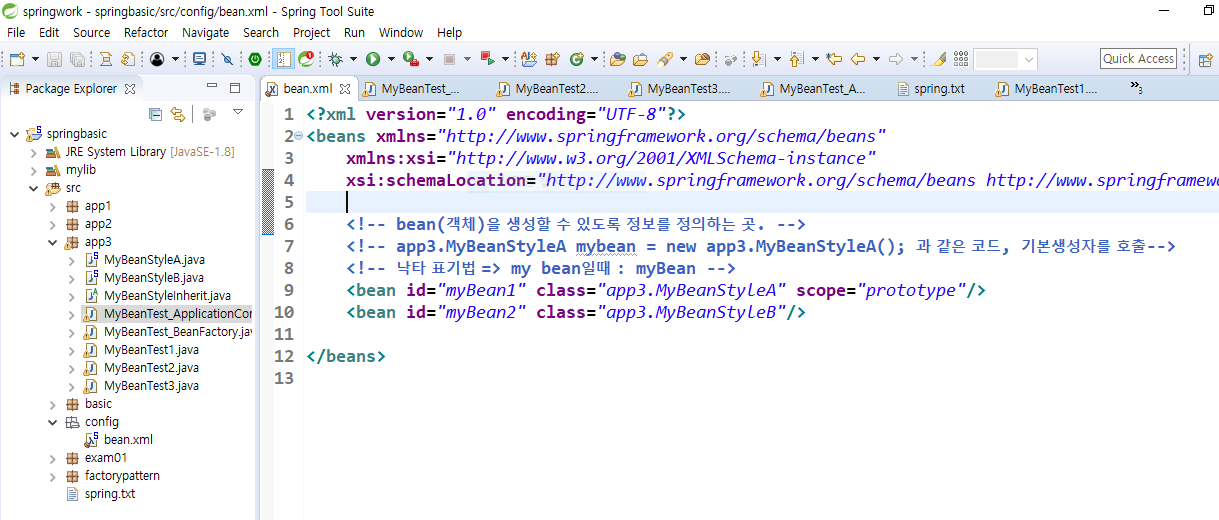 springwork - springbasic/src/config/bean.xml - Spring Tool Suite
File Edit Source Refactor Navigate Search Project Run Window Help
Quick Access
Package Explorer
springbasic
JRE System Library [JavaSE-1.8]
mylib
src
app1
app2
app3
MyBeanStyleA.java
MyBeanStyleB.java
MyBeanStyleInherit.java
MyBeanTest_ApplicationCor
MyBeanTest_BeanFactory.jav
MyBeanTest1.java
MyBeanTest2.java
MyBeanTest3.java
basic
config
bean.xml
exam01
factorypattern
spring.txt
bean.xml MyBeanTest_... MyBeanTest2.... MyBeanTest3.... MyBeanTest_A... spring.txt MyBeanTest1.... »3
1 <?xml version="1.0" encoding="UTF-8"?>
2 <beans xmlns="http://www.springframework.org/schema/beans"
3 xmlns:xsi="http://www.w3.org/2001/XMLSchema-instance"
4 xsi:schemaLocation="http://www.springframework.org/schema/beans http://www.springframewo
5
6 <!-- bean(객체)을 생성할 수 있도록 정보를 정의하는 곳. -->
7 <!-- app3.MyBeanStyleA mybean = new app3.MyBeanStyleA(); 과 같은 코드, 기본생성자를 호출-->
8 <!-- 낙타 표기법 => my bean일때 : myBean -->
9 <bean id="myBean1" class="app3.MyBeanStyleA" scope="prototype"/>
10 <bean id="myBean2" class="app3.MyBeanStyleB"/>
11
12 </beans>
13